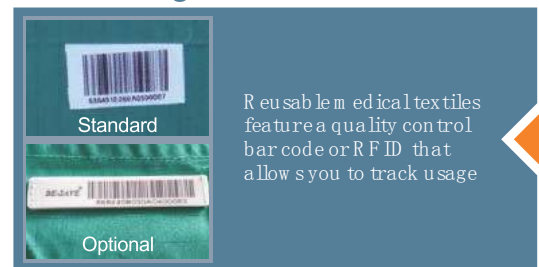 Standard
Optional
Reusable medical textiles
feature a quality control
bar code or RFID that
allows you to track usage